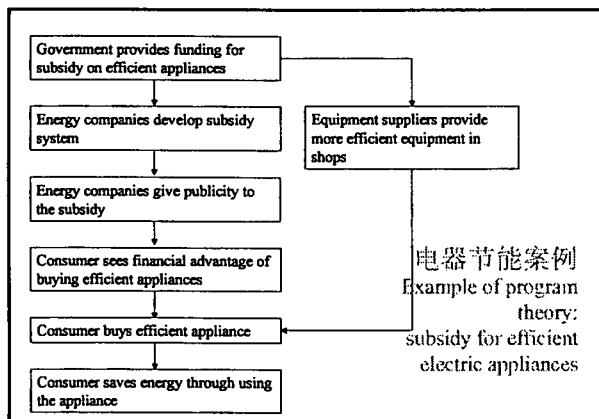 Government provides funding for
subsidy on efficient appliances
Energy companies develop subsidy
system
Equipment suppliers provide
more efficient equipment in
shops
Energy companies give publicity to
the subsidy
Consumer sees financial advantage of
buying efficient appliances
Consumer buys efficient appliance
Consumer saves energy through using
the appliance
电器节能案例
Example of program
theory:
subsidy for efficient
electric appliances